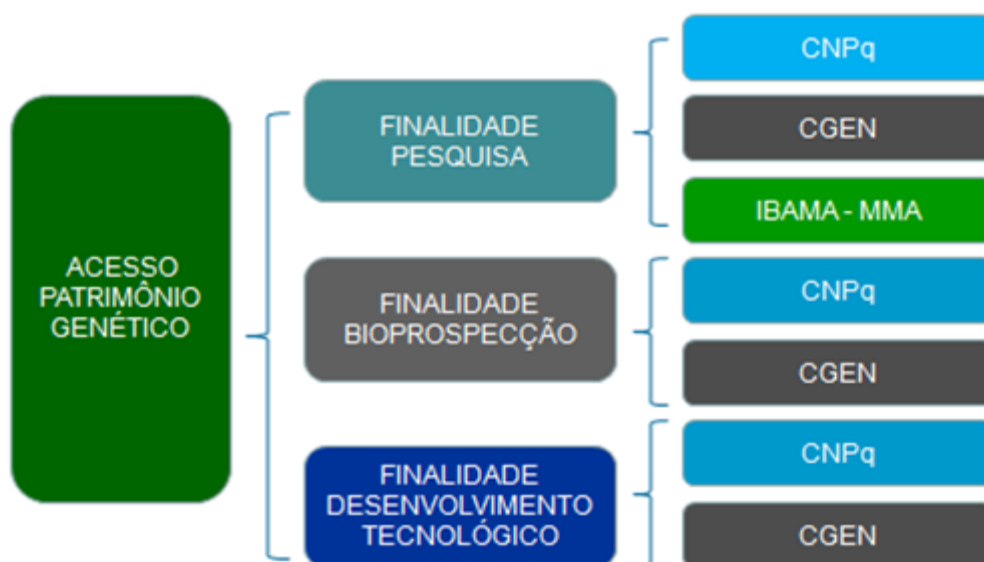 ACESSO
PATRIMÔNIO
GENÉTICO
FINALIDADE
PESQUISA
CNPq
CGEN
IBAMA - MMA
FINALIDADE
BIOPROSPECÇÃO
CNPq
CGEN
FINALIDADE
DESENVOLVIMENTO
TECNOLÓGICO
CNPq
CGEN